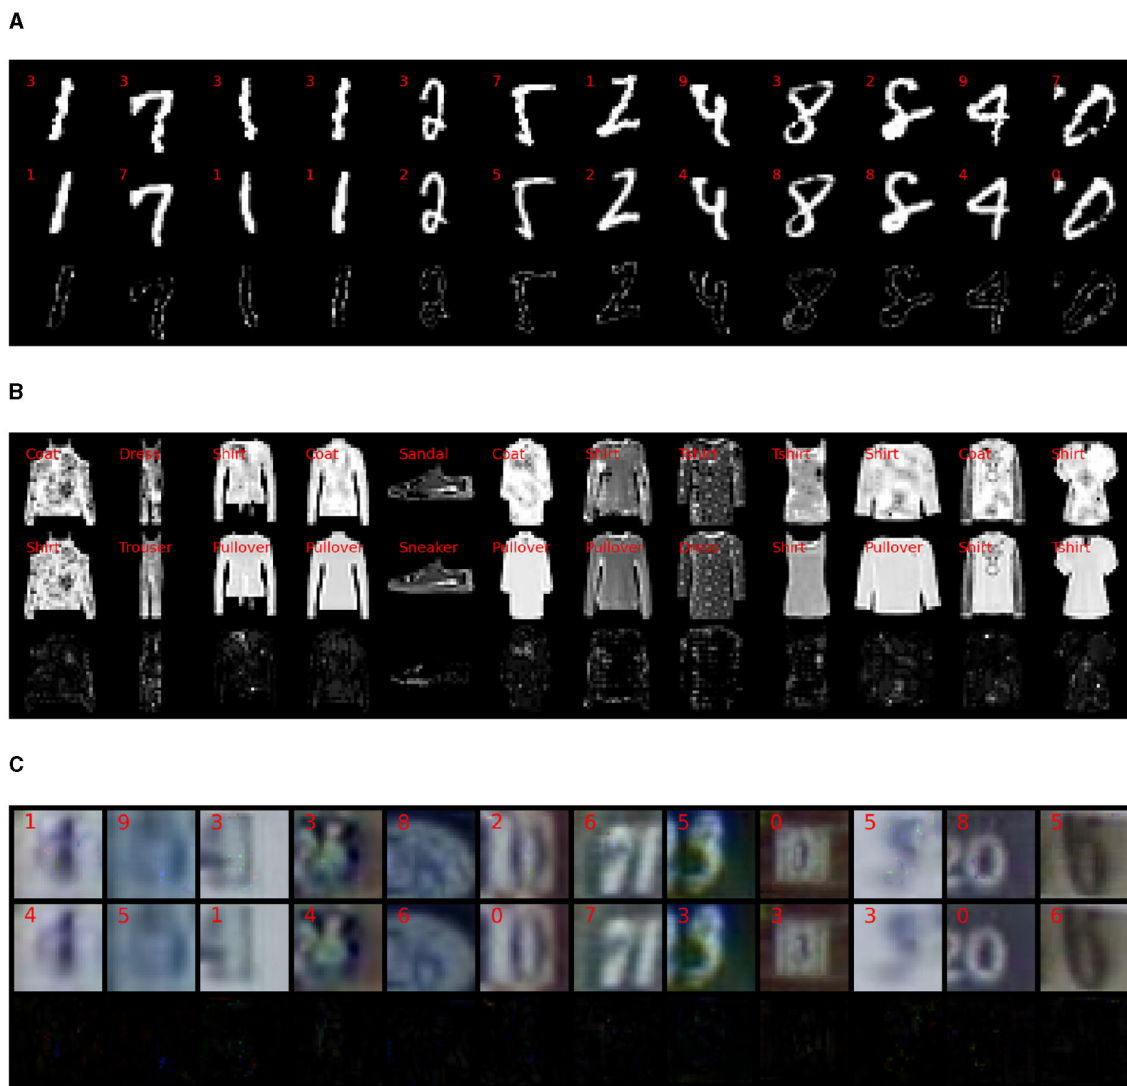 A
3 3 3 3 3 7 1 9 3 2 9 7
1 7 1 1 2 5 2 4 8 8 4 0
B
Coat Dress Shirt Coat Sandal Coat Shirt Tshirt Tshirt Shirt Coat Shirt
Shirt Trouser Pullover Pullover Sneaker Pullover Pullover Dress Shirt Pullover Shirt Tshirt
C
1 9 3 3 8 2 6 5 0 5 8 5
4 5 1 4 6 0 7 3 3 3 0 6